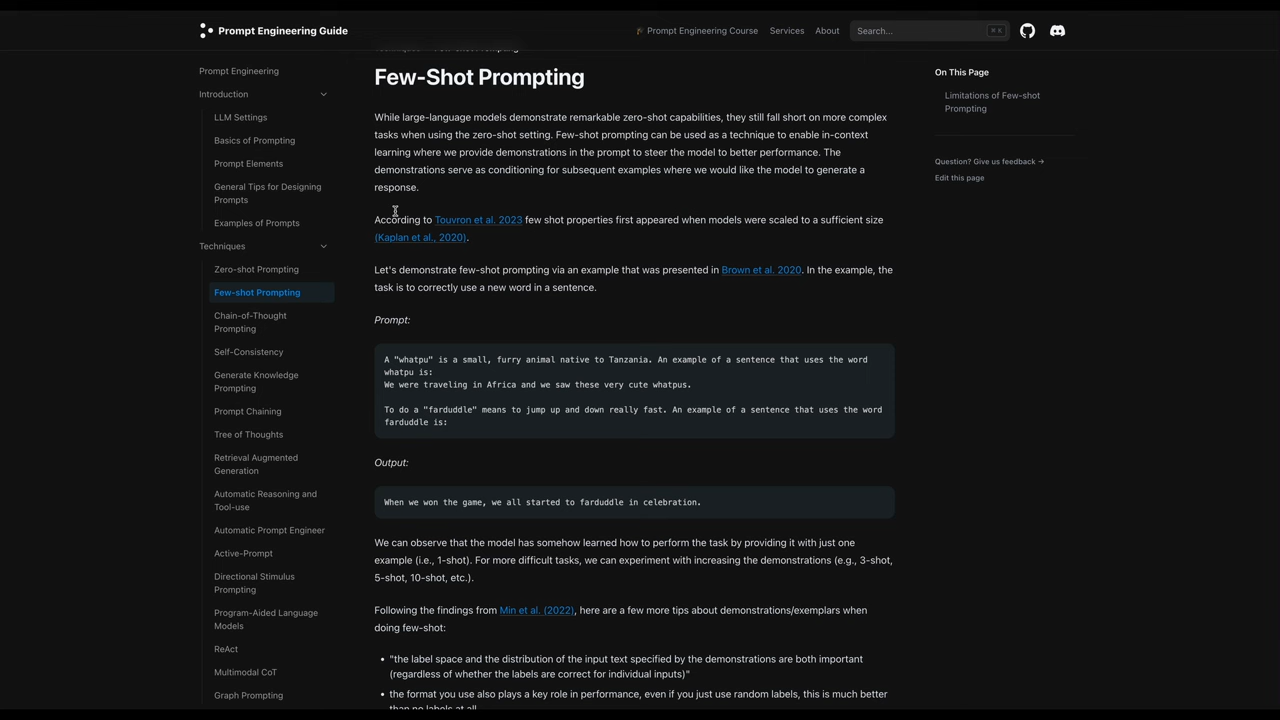 Prompt Engineering Guide
Prompt Engineering Course
Services
About
Search...
⌘ K
Prompt Engineering
Introduction
LLM Settings
Basics of Prompting
Prompt Elements
General Tips for Designing
Prompts
Examples of Prompts
Techniques
Zero-shot Prompting
Few-shot Prompting
Chain-of-Thought
Prompting
Self-Consistency
Generate Knowledge
Prompting
Prompt Chaining
Tree of Thoughts
Retrieval Augmented
Generation
Automatic Reasoning and
Tool-use
Automatic Prompt Engineer
Active-Prompt
Directional Stimulus
Prompting
Program-Aided Language
Models
ReAct
Multimodal CoT
Graph Prompting
Few-Shot Prompting
While large-language models demonstrate remarkable zero-shot capabilities, they still fall short on more complex
tasks when using the zero-shot setting. Few-shot prompting can be used as a technique to enable in-context
learning where we provide demonstrations in the prompt to steer the model to better performance. The
demonstrations serve as conditioning for subsequent examples where we would like the model to generate a
response.
According to Touvron et al. 2023 few shot properties first appeared when models were scaled to a sufficient size
(Kaplan et al., 2020).
Let's demonstrate few-shot prompting via an example that was presented in Brown et al. 2020. In the example, the
task is to correctly use a new word in a sentence.
Prompt:
A "whatpu" is a small, furry animal native to Tanzania. An example of a sentence that uses the word
whatpu is:
We were traveling in Africa and we saw these very cute whatpus.
To do a "farduddle" means to jump up and down really fast. An example of a sentence that uses the word
farduddle is:
Output:
When we won the game, we all started to farduddle in celebration.
We can observe that the model has somehow learned how to perform the task by providing it with just one
example (i.e., 1-shot). For more difficult tasks, we can experiment with increasing the demonstrations (e.g., 3-shot,
5-shot, 10-shot, etc.).
Following the findings from Min et al. (2022), here are a few more tips about demonstrations/exemplars when
doing few-shot:
• "the label space and the distribution of the input text specified by the demonstrations are both important
(regardless of whether the labels are correct for individual inputs)"
• the format you use also plays a key role in performance, even if you just use random labels, this is much better
than no labels at all.
On This Page
Limitations of Few-shot
Prompting
Question? Give us feedback →
Edit this page